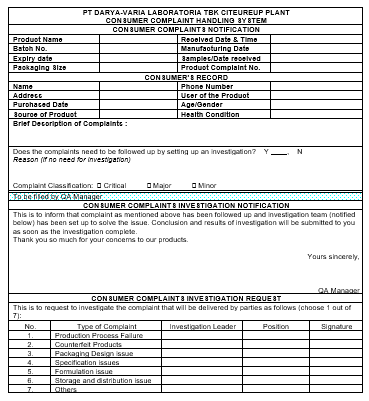 PT DARYA-VARIA LABORATORIA TBK CITEUREUP PLANT
CONSUMER COMPLAINT HANDLING SYSTEM
CONSUMER COMPLAINTS NOTIFICATION
Product Name Received Date & Time
Batch No. Manufacturing Date
Expiry date Samples/Date received
Packaging Size Product Complaint No.
CONSUMER'S RECORD
Name Phone Number
Address User of the Product
Purchased Date Age/Gender
Source of Product Health Condition
Brief Description of Complaints :
Does the complaints need to be followed up by setting up an investigation? Y ____, N
Reason (if no need for investigation)
Complaint Classification: □ Critical □ Major □ Minor
To be filled by QA Manager
CONSUMER COMPLAINTS INVESTIGATION NOTIFICATION
This is to inform that complaint as mentioned above has been followed up and investigation team (notified
below) has been set up to solve the issue. Conclusion and results of investigation will be submitted to you
as soon as the investigation complete.
Thank you so much for your concerns to our products.
Yours sincerely,
QA Manager
CONSUMER COMPLAINTS INVESTIGATION REQUEST
This is to request to investigate the complaint that will be delivered by parties as follows (choose 1 out of
7):
No. Type of Complaint Investigation Leader Position Signature
1. Production Process Failure
2. Counterfeit Products
3. Packaging Design issue
4. Specification issues
5. Formulation issue
6. Storage and distribution issue
7. Others